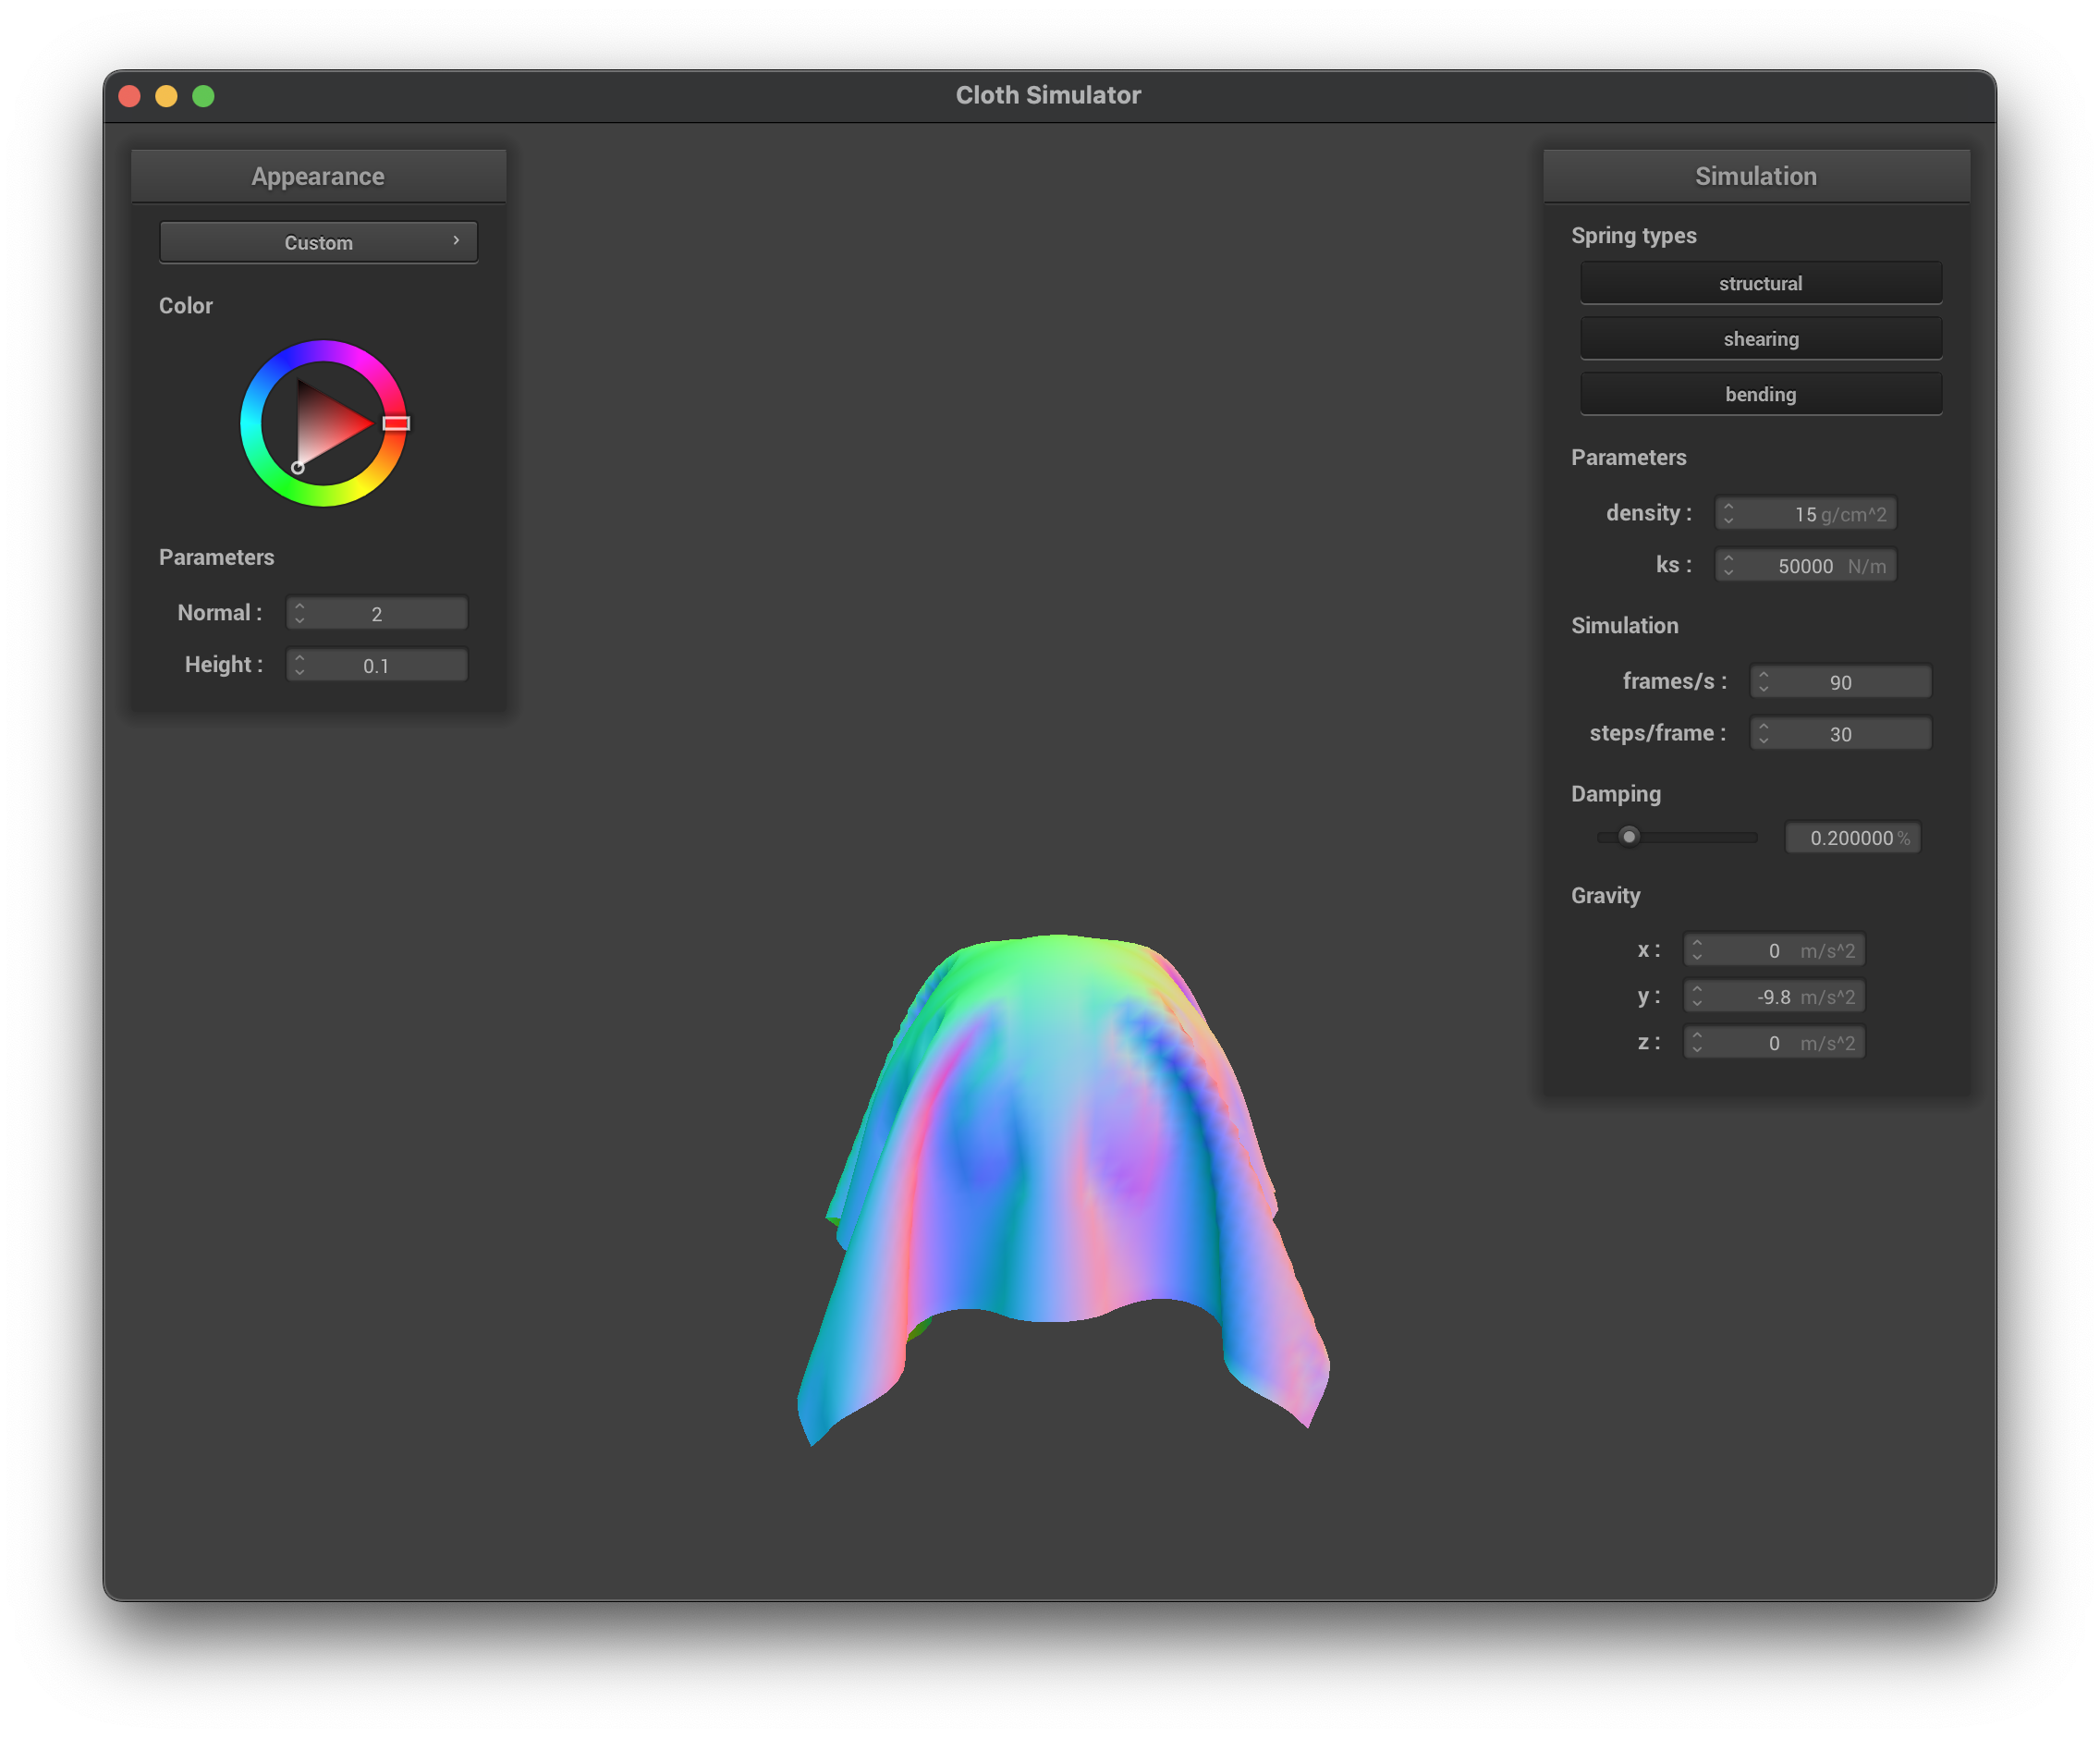 Cloth Simulator
Appearance
Custom
Color
Parameters
Normal : 2
Height : 0.1
Simulation
Spring types
structural
shearing
bending
Parameters
density : 15 g/cm^2
ks : 50000 N/m
Simulation
frames/s : 90
steps/frame : 30
Damping
0.200000 %
Gravity
x : 0 m/s^2
y : -9.8 m/s^2
z : 0 m/s^2